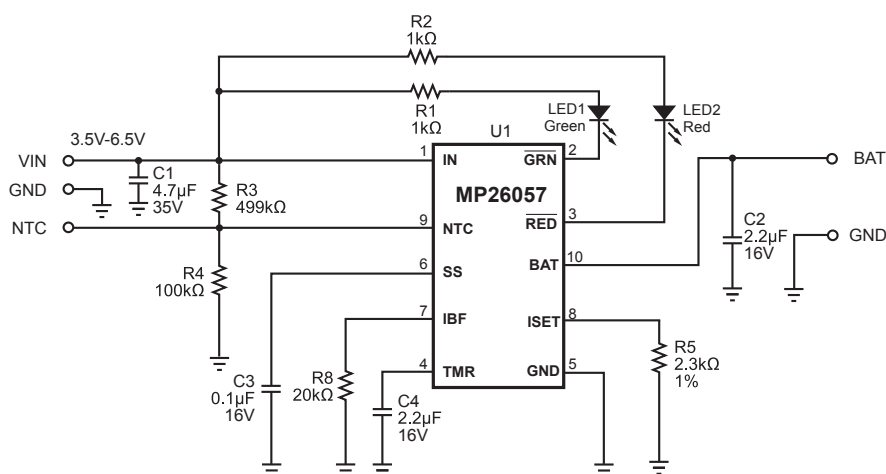 R2
1kΩ
R1
1kΩ
LED1
Green
LED2
Red
3.5V-6.5V
U1
VIN
GND
NTC
C1
4.7µF
35V
R3
499kΩ
R4
100kΩ
1
IN
9
NTC
6
SS
7
IBF
4
TMR
MP26057
2
GRN
3
RED
10
BAT
8
ISET
5
GND
BAT
C2
2.2µF
16V
GND
R5
2.3kΩ
1%
C3
0.1µF
16V
R8
20kΩ
C4
2.2µF
16V